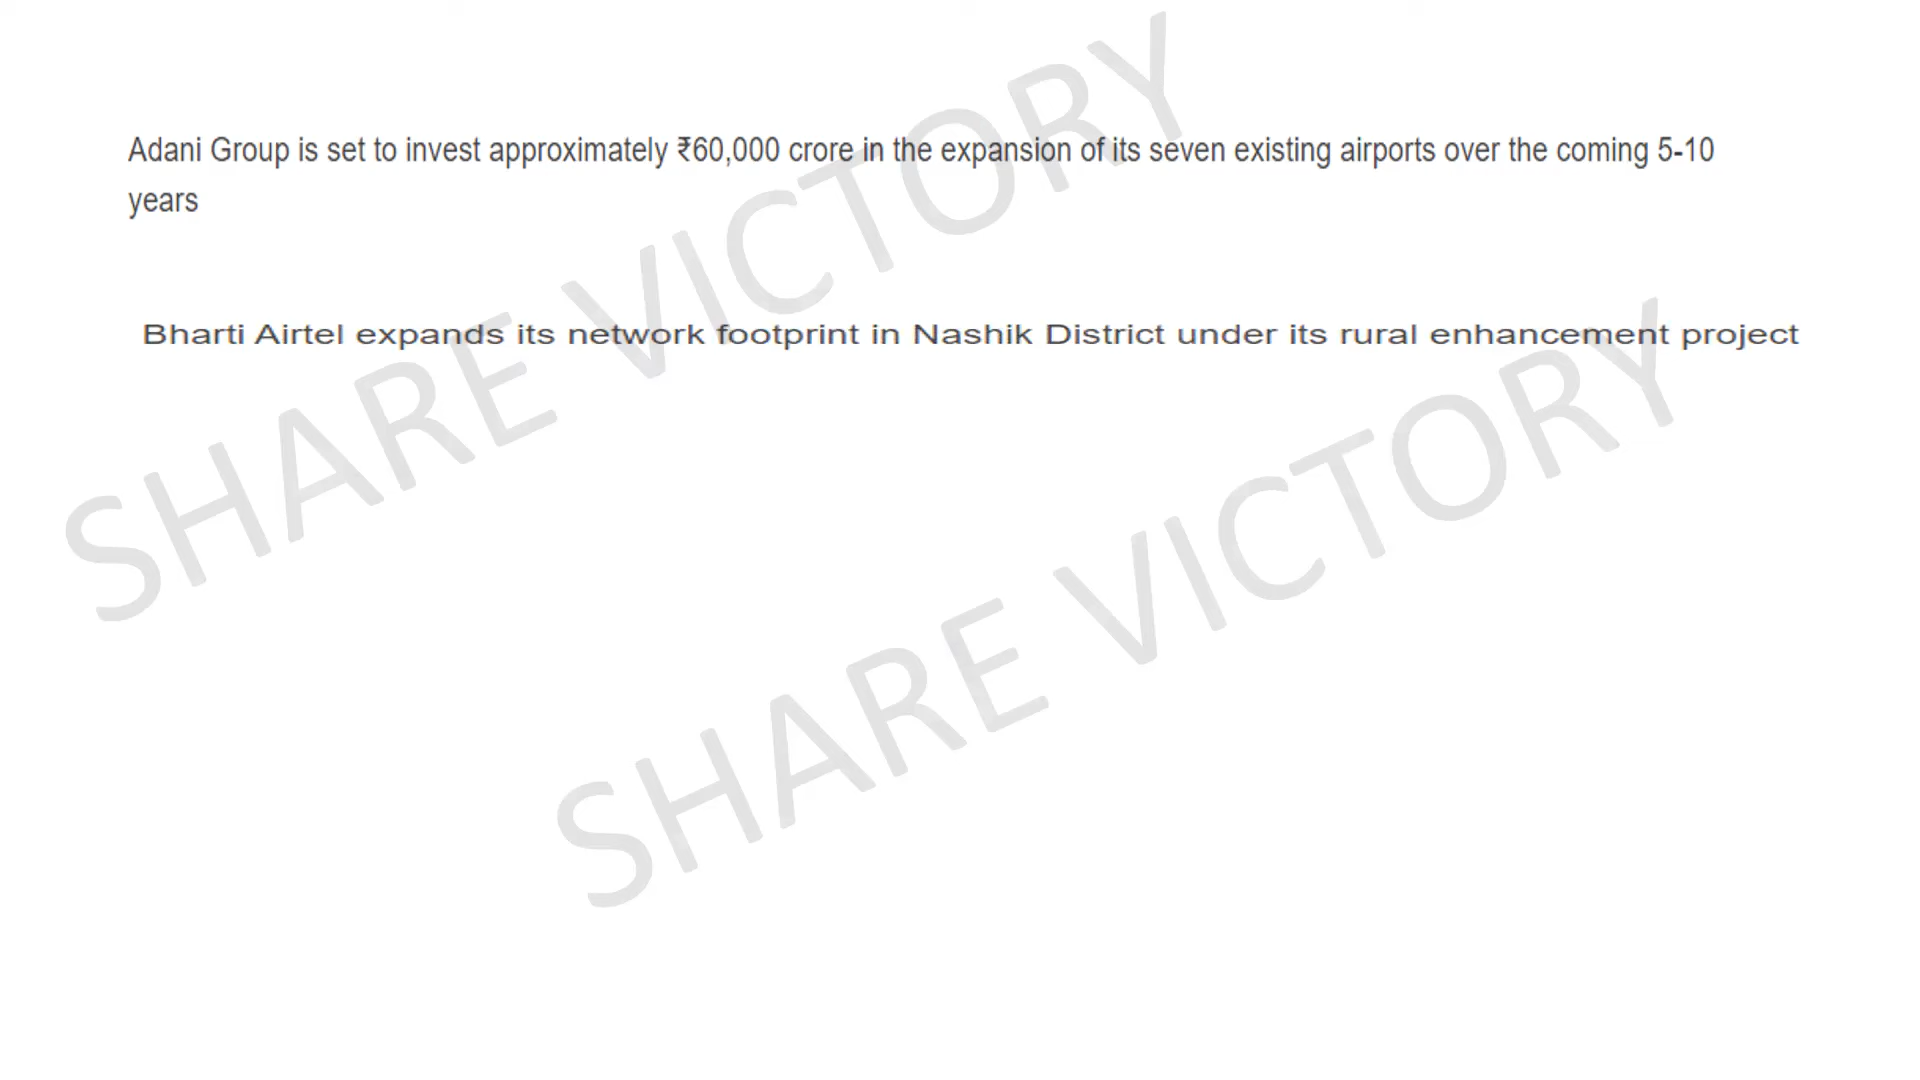 Adani Group is set to invest approximately ₹60,000 crore in the expansion of its seven existing airports over the coming 5-10
years
Bharti Airtel expands its network footprint in Nashik District under its rural enhancement project
SHARE VICTORY
SHARE VICTORY